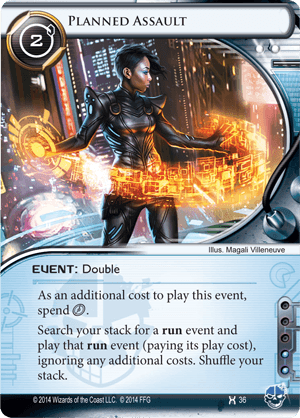 2
PLANNED ASSAULT
Illus. Magali Villeneuve
EVENT: Double
As an additional cost to play this event,
spend .
Search your stack for a run event and
play that run event (paying its play cost),
ignoring any additional costs. Shuffle your
stack.
© 2014 Wizards of the Coast LLC. © 2014 FFG
36